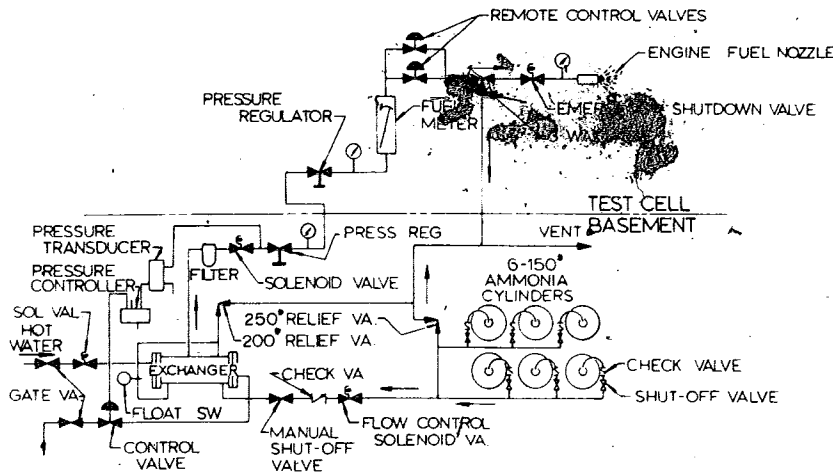 REMOTE CONTROL VALVES
ENGINE FUEL NOZZLE
PRESSURE
REGULATOR
FUEL
METER
EMER
SHUTDOWN VALVE
TEST CELL
BASEMENT
VENT
PRESSURE
TRANSDUCER
PRESSURE
CONTROLLER
FILTER
PRESS REG
SOLENOID VALVE
6-150#
AMMONIA
CYLINDERS
SOL VAL
HOT
WATER
250# RELIEF VA.
200# RELIEF VA.
EXCHANGER
CHECK VA
CHECK VALVE
SHUT-OFF VALVE
GATE VA.
FLOAT SW
CONTROL
VALVE
MANUAL
SHUT-OFF
VALVE
FLOW CONTROL
SOLENOID VA.